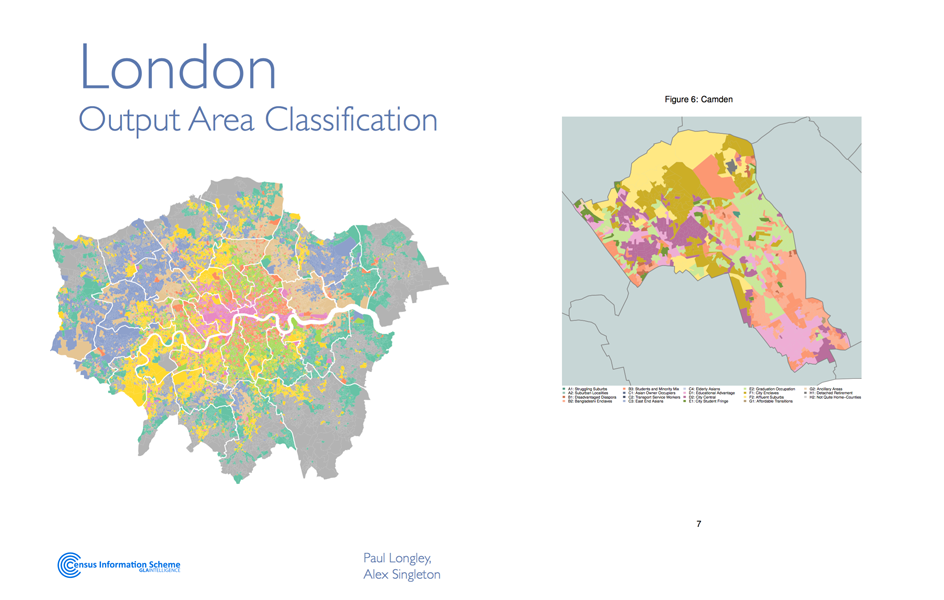 London
Output Area Classification
Census Information Scheme
GLAINTELLIGENCE
Paul Longley,
Alex Singleton
Figure 6: Camden
A1: Struggling Suburbs
A2: Suburban Localities
B1: Disadvantaged Diaspora
B2: Bangladeshi Enclaves
B3: Students and Minority Mix
C1: Asian Owner Occupiers
C2: Transport Service Workers
C3: East End Asians
C4: Elderly Asians
D1: Educational Advantage
D2: City Central
E1: City Student Fringe
E2: Graduation Occupation
F1: City Enclaves
F2: Affluent Suburbs
G1: Affordable Transitions
G2: Ancillary Areas
H1: Detached Retirement
H2: Not Quite Home-Counties
7